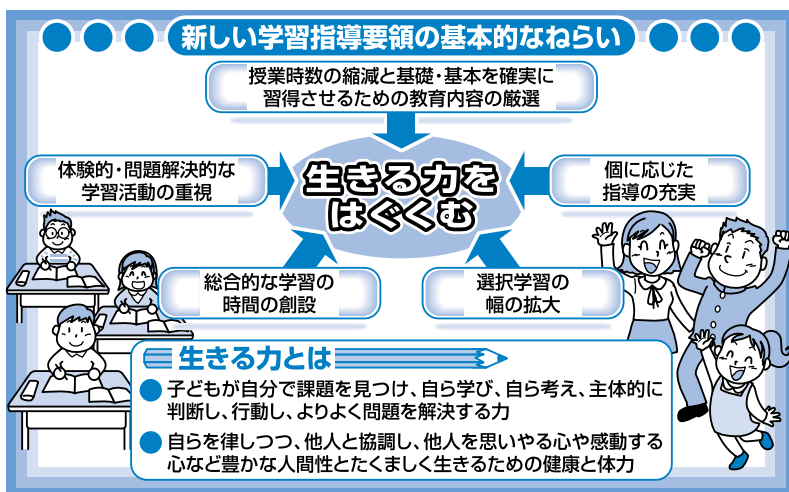 新しい学習指導要領の基本的なねらい
授業時数の縮減と基礎・基本を確実に
習得させるための教育内容の厳選
体験的・問題解決的な
学習活動の重視
生きる力を
はぐくむ
個に応じた
指導の充実
総合的な学習の
時間の創設
選択学習の
幅の拡大
生きる力とは
●子どもが自分で課題を見つけ、自ら学び、自ら考え、主体的に
判断し、行動し、よりよく問題を解決する力
●自らを律しつつ、他人と協調し、他人を思いやる心や感動する
心など豊かな人間性とたくましく生きるための健康と体力